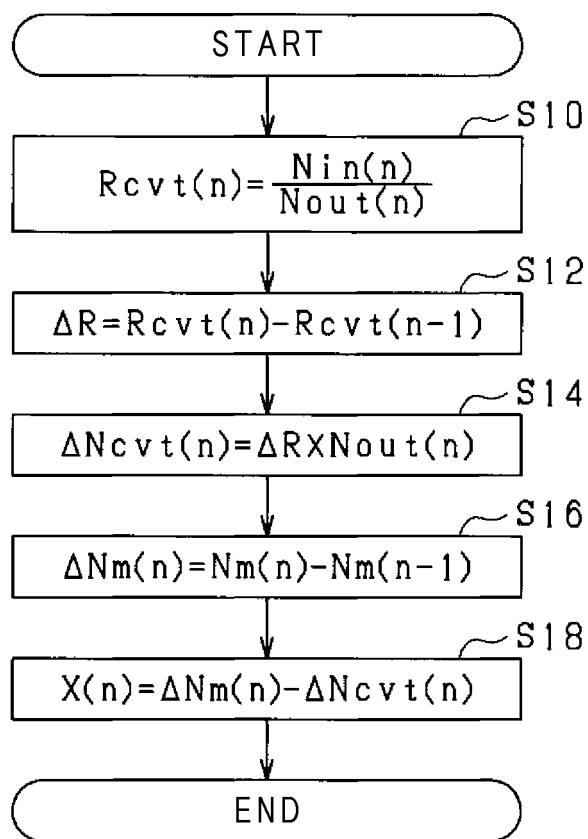 START
S10
Rcvt(n)=Nin(n)/Nout(n)
S12
ΔR=Rcvt(n)-Rcvt(n-1)
S14
ΔNcvt(n)=ΔRXNout(n)
S16
ΔNm(n)=Nm(n)-Nm(n-1)
S18
X(n)=ΔNm(n)-ΔNcvt(n)
END